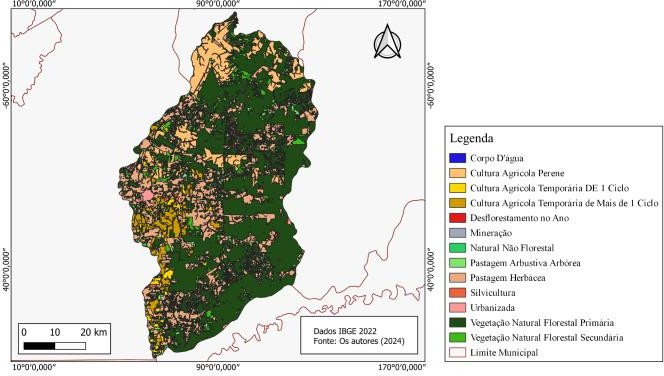 10°0'0,000" 90°0'0,000" 170°0'0,000"
-60°0'0,000" -60°0'0,000"
40°0'0,000" 40°0'0,000"
0 10 20 km
Dados IBGE 2022
Fonte: Os autores (2024)
10°0'0,000" 90°0'0,000" 170°0'0,000"
Legenda
Corpo D'água
Cultura Agrícola Perene
Cultura Agrícola Temporária DE 1 Ciclo
Cultura Agrícola Temporária de Mais de 1 Ciclo
Desflorestamento no Ano
Mineração
Natural Não Florestal
Pastagem Arbustiva Arbórea
Pastagem Herbácea
Silvicultura
Urbanizada
Vegetação Natural Florestal Primária
Vegetação Natural Florestal Secundária
Limite Municipal